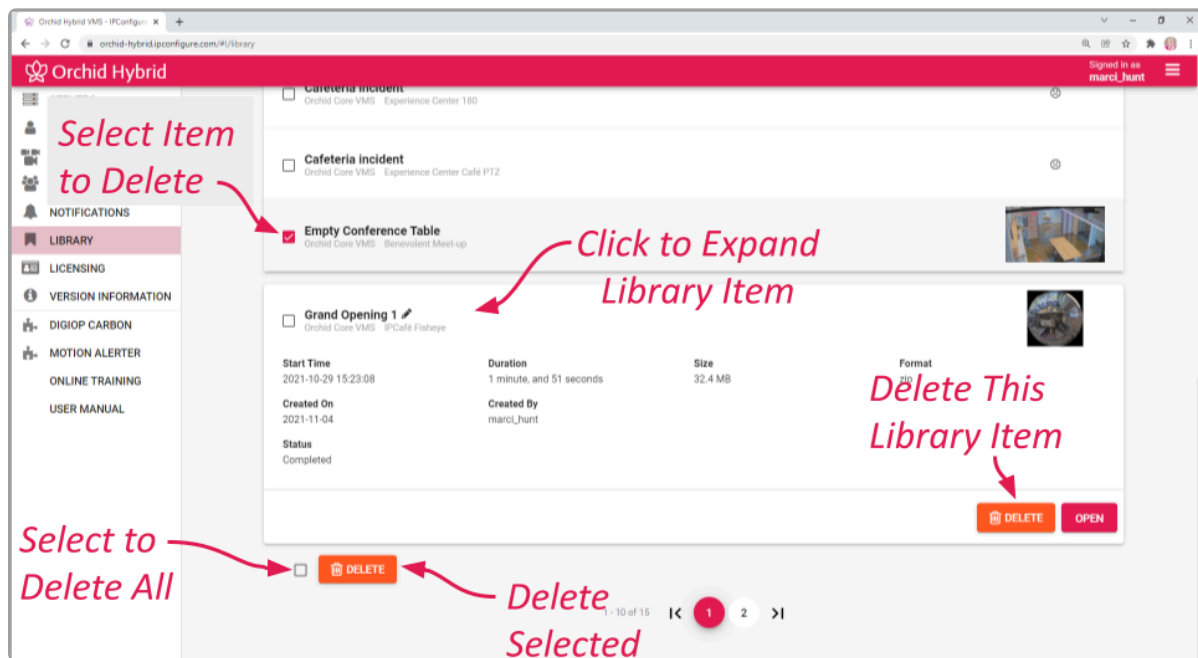 Orchid Hybrid VMS - IPConfigur
orchid-hybrid.ipconfigure.com/#!/library
Orchid Hybrid
Signed in as
marci_hunt
Cafeteria incident
Orchid Core VMS Experience Center 180
Select Item
to Delete
Cafeteria incident
Orchid Core VMS Experience Center Café PTZ
NOTIFICATIONS
LIBRARY
LICENSING
VERSION INFORMATION
DIGIOP CARBON
MOTION ALERTER
ONLINE TRAINING
USER MANUAL
Empty Conference Table
Orchid Core VMS Benevolent Meet-up
Click to Expand
Library Item
Grand Opening 1
Orchid Core VMS IPCafé Fisheye
Start Time Duration Size Format
2021-10-29 15:23:08 1 minute, and 51 seconds 32.4 MB zip
Created On Created By
2021-11-04 marci_hunt
Status
Completed
Delete This
Library Item
DELETE OPEN
Select to
Delete All
DELETE
Delete
Selected
1 - 10 of 15 1 2